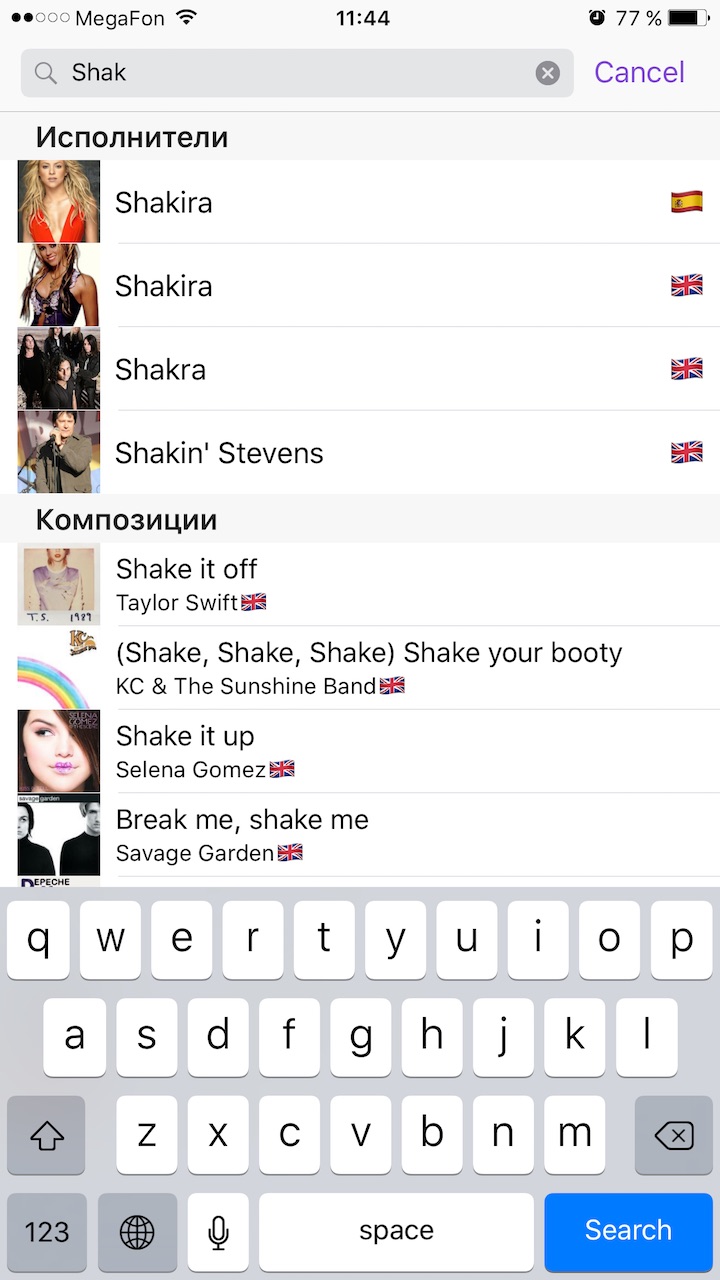 MegaFon 11:44 77 %
Shak Cancel
Исполнители
Shakira
Shakira
Shakra
Shakin' Stevens
Композиции
Shake it off
Taylor Swift
T.S. 1989
(Shake, Shake, Shake) Shake your booty
KC & The Sunshine Band
KC
Shake it up
Selena Gomez
SELENA
GOMEZ
Break me, shake me
Savage Garden
savage garden
DEPECHE
q w e r t y u i o p
a s d f g h j k l
z x c v b n m
123 space Search